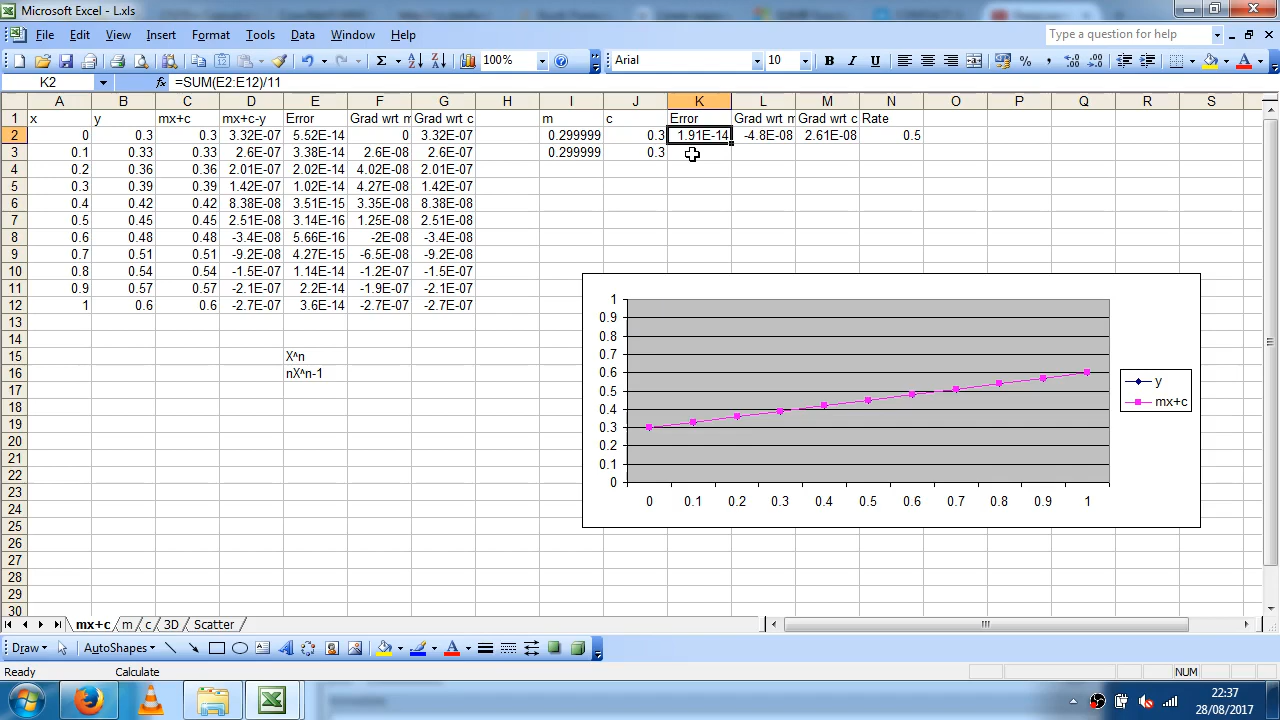 Microsoft Excel - L.xls
File Edit View Insert Format Tools Data Window Help
Type a question for help
100%
Arial
10
B I U
K2
fx =SUM(E2:E12)/11
A B C D E F G H I J K L M N O P Q R S
1 x y mx+c mx+c-y Error Grad wrt m Grad wrt c m c Error Grad wrt m Grad wrt c Rate
2 0 0.3 0.3 3.32E-07 5.52E-14 0 3.32E-07 0.299999 0.3 1.91E-14 -4.8E-08 2.61E-08 0.5
3 0.1 0.33 0.33 2.6E-07 3.38E-14 2.6E-08 2.6E-07 0.299999 0.3
4 0.2 0.36 0.36 2.01E-07 2.02E-14 4.02E-08 2.01E-07
5 0.3 0.39 0.39 1.42E-07 1.02E-14 4.27E-08 1.42E-07
6 0.4 0.42 0.42 8.38E-08 3.51E-15 3.35E-08 8.38E-08
7 0.5 0.45 0.45 2.51E-08 3.14E-16 1.25E-08 2.51E-08
8 0.6 0.48 0.48 -3.4E-08 5.66E-16 -2E-08 -3.4E-08
9 0.7 0.51 0.51 -9.2E-08 4.27E-15 -6.5E-08 -9.2E-08
10 0.8 0.54 0.54 -1.5E-07 1.14E-14 -1.2E-07 -1.5E-07
11 0.9 0.57 0.57 -2.1E-07 2.2E-14 -1.9E-07 -2.1E-07
12 1 0.6 0.6 -2.7E-07 3.6E-14 -2.7E-07 -2.7E-07
13
14
15 X^n
16 nX^n-1
17
18
19
20
21
22
23
24
25
26
27
28
29
30
1
0.9
0.8
0.7
0.6
0.5
0.4
0.3
0.2
0.1
0
0 0.1 0.2 0.3 0.4 0.5 0.6 0.7 0.8 0.9 1
y
mx+c
mx+c m c 3D Scatter
Draw AutoShapes
Ready Calculate NUM
22:37
28/08/2017